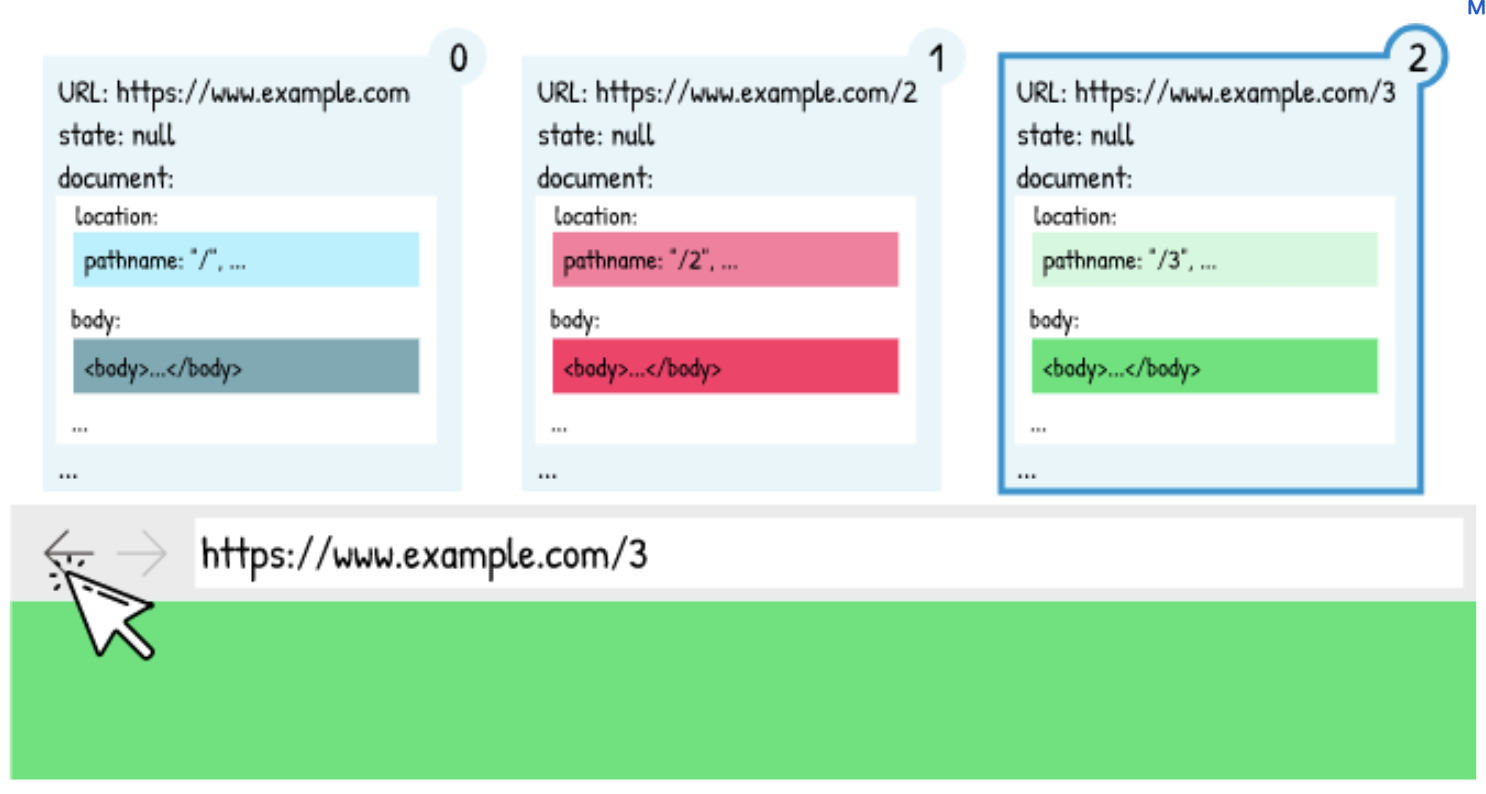 M
0
URL: https://www.example.com
state: null
document:
location:
pathname: "/", ...
body:
<body>...</body>
...
...
1
URL: https://www.example.com/2
state: null
document:
location:
pathname: "/2", ...
body:
<body>...</body>
...
...
2
URL: https://www.example.com/3
state: null
document:
location:
pathname: "/3", ...
body:
<body>...</body>
...
...
https://www.example.com/3